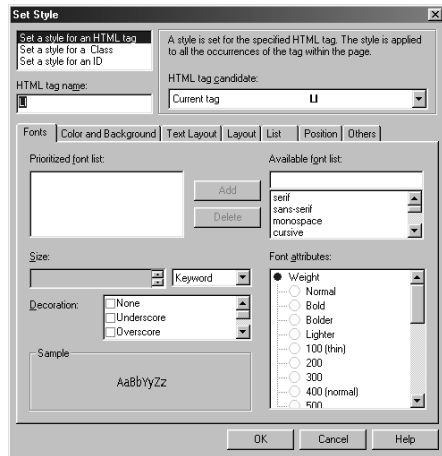 Set Style
Set a style for an HTML tag
Set a style for a Class
Set a style for an ID
A style is set for the specified HTML tag. The style is applied
to all the occurrences of the tag within the page.
HTML tag name:
LI
HTML tag candidate:
Current tag LI
Fonts Color and Background Text Layout Layout List Position Others
Prioritized font list:
Available font list:
Add
Delete
serif
sans-serif
monospace
cursive
Size:
Keyword
Font attributes:
Weight
Normal
Bold
Bolder
Lighter
100 (thin)
200
300
400 (normal)
500
Decoration:
None
Underscore
Overscore
Sample
AaBbYyZz
OK Cancel Help